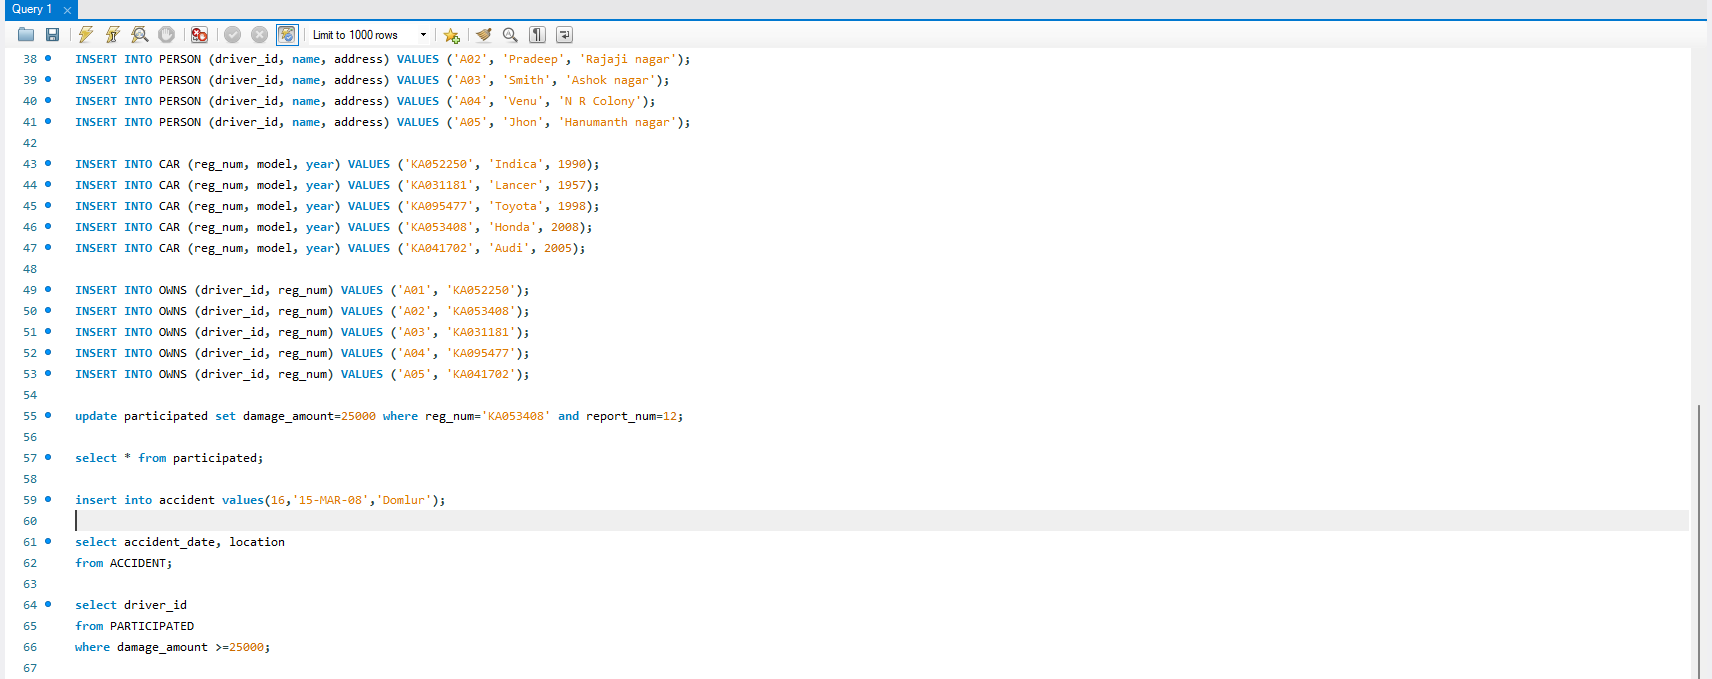 Query 1
Limit to 1000 rows
38 INSERT INTO PERSON (driver_id, name, address) VALUES ('A02', 'Pradeep', 'Rajaji nagar');
39 INSERT INTO PERSON (driver_id, name, address) VALUES ('A03', 'Smith', 'Ashok nagar');
40 INSERT INTO PERSON (driver_id, name, address) VALUES ('A04', 'Venu', 'N R Colony');
41 INSERT INTO PERSON (driver_id, name, address) VALUES ('A05', 'Jhon', 'Hanumanth nagar');
42
43 INSERT INTO CAR (reg_num, model, year) VALUES ('KA052250', 'Indica', 1990);
44 INSERT INTO CAR (reg_num, model, year) VALUES ('KA031181', 'Lancer', 1957);
45 INSERT INTO CAR (reg_num, model, year) VALUES ('KA095477', 'Toyota', 1998);
46 INSERT INTO CAR (reg_num, model, year) VALUES ('KA053408', 'Honda', 2008);
47 INSERT INTO CAR (reg_num, model, year) VALUES ('KA041702', 'Audi', 2005);
48
49 INSERT INTO OWNS (driver_id, reg_num) VALUES ('A01', 'KA052250');
50 INSERT INTO OWNS (driver_id, reg_num) VALUES ('A02', 'KA053408');
51 INSERT INTO OWNS (driver_id, reg_num) VALUES ('A03', 'KA031181');
52 INSERT INTO OWNS (driver_id, reg_num) VALUES ('A04', 'KA095477');
53 INSERT INTO OWNS (driver_id, reg_num) VALUES ('A05', 'KA041702');
54
55 update participated set damage_amount=25000 where reg_num='KA053408' and report_num=12;
56
57 select * from participated;
58
59 insert into accident values(16,'15-MAR-08','Domlur');
60
61 select accident_date, location
62 from ACCIDENT;
63
64 select driver_id
65 from PARTICIPATED
66 where damage_amount >=25000;
67